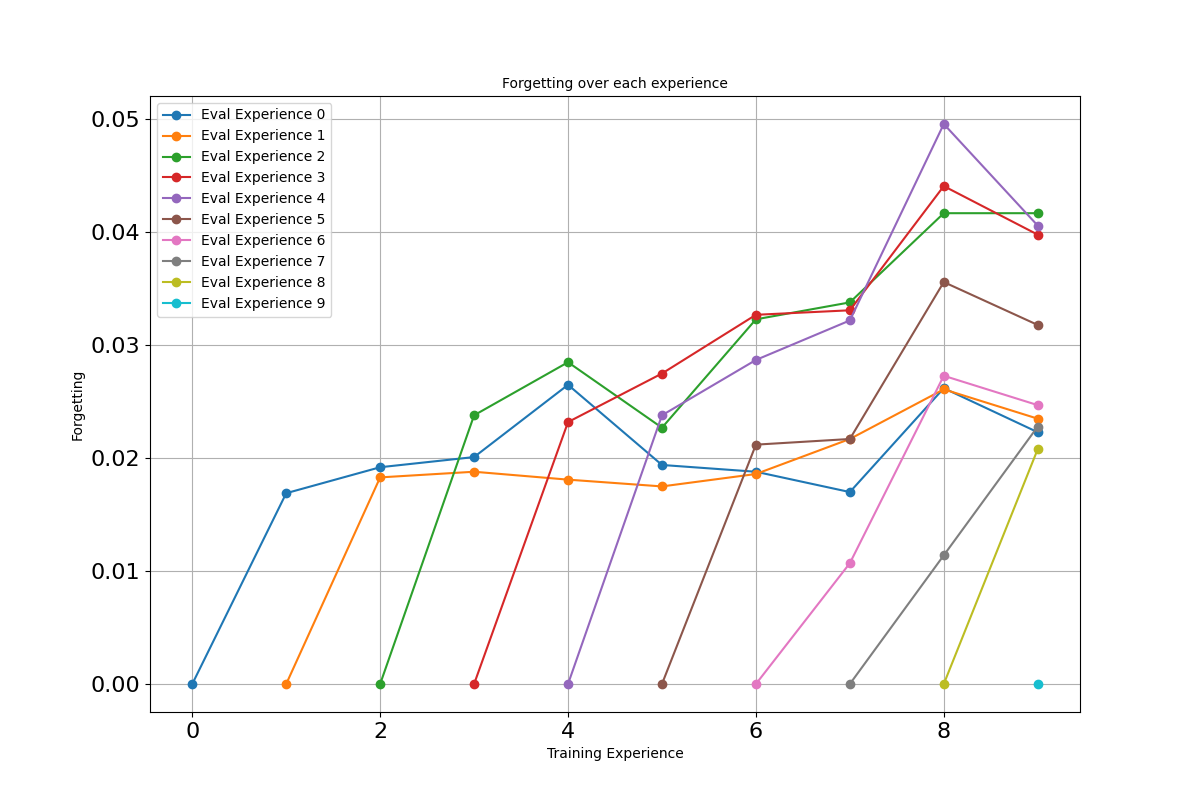 Forgetting over each experience
Eval Experience 0
Eval Experience 1
Eval Experience 2
Eval Experience 3
Eval Experience 4
Eval Experience 5
Eval Experience 6
Eval Experience 7
Eval Experience 8
Eval Experience 9
0.05
0.04
0.03
0.02
0.01
0.00
Forgetting
0 2 4 6 8
Training Experience